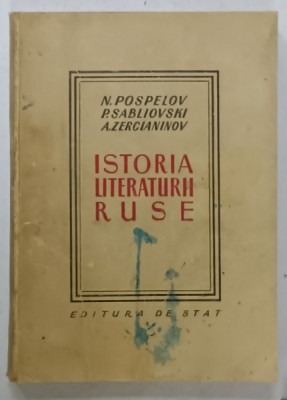 N. POSPELOV
P. SABLIOVSKI
A. ZERCIANINOV
ISTORIA
LITERATURII
RUSE
EDITURA DE STAT